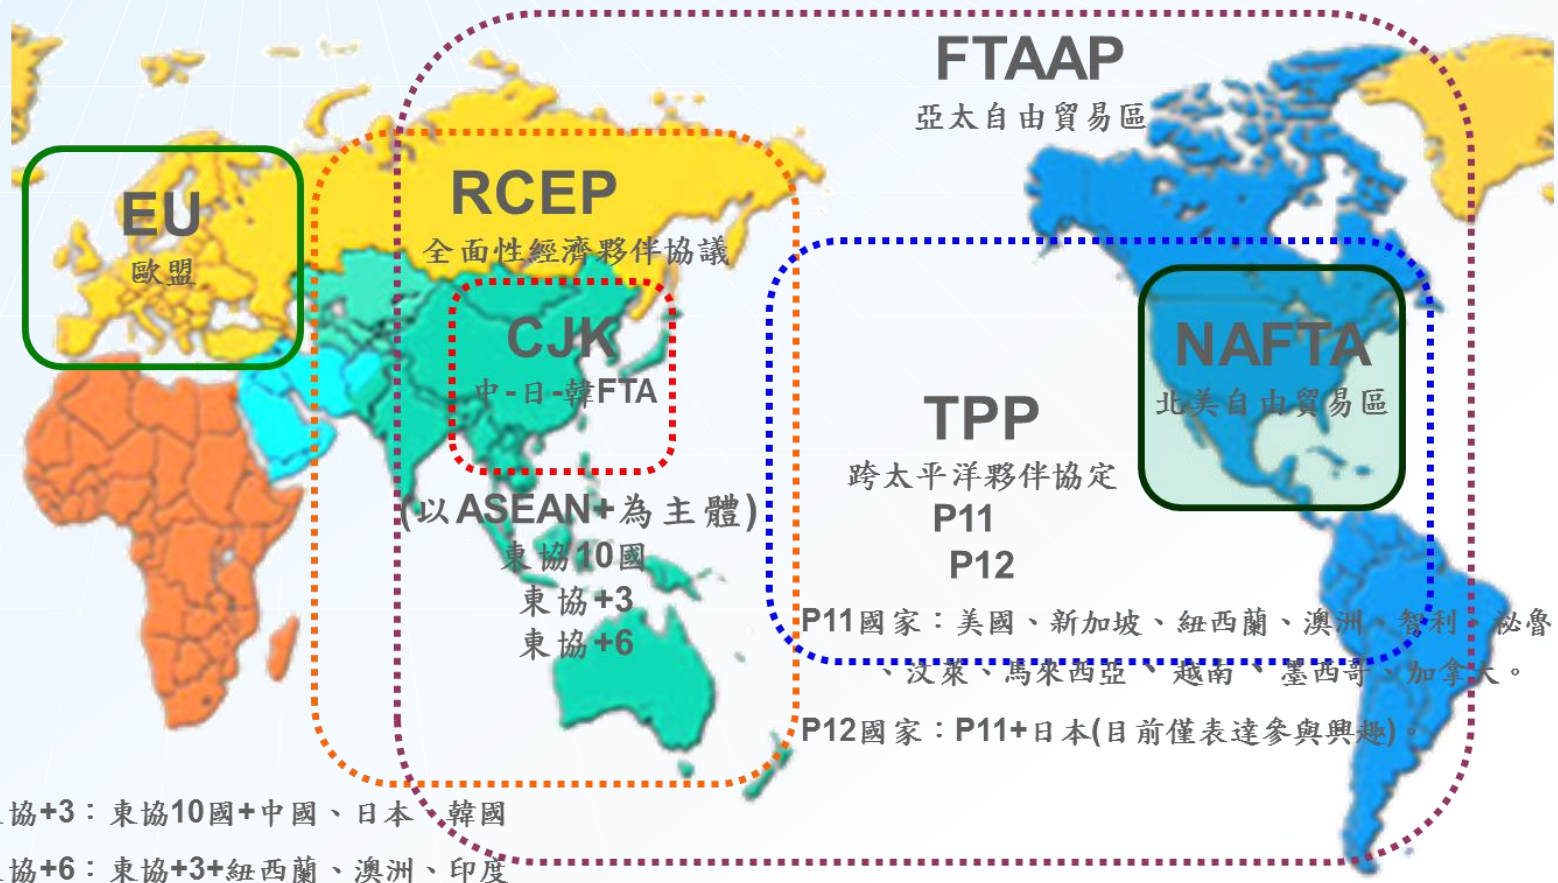 FTAAP
亞太自由貿易區
EU
歐盟
RCEP
全面性經濟夥伴協議
CJK
中-日-韓FTA
NAFTA
北美自由貿易區
(以ASEAN+為主體)
東協10國
東協+3
東協+6
TPP
跨太平洋夥伴協定
P11
P12
P11國家：美國、新加坡、紐西蘭、澳洲、智利、祕魯
、汶萊、馬來西亞、越南、墨西哥、加拿大。
P12國家：P11+日本(目前僅表達參與興趣)。
協+3：東協10國+中國、日本、韓國
協+6：東協+3+紐西蘭、澳洲、印度